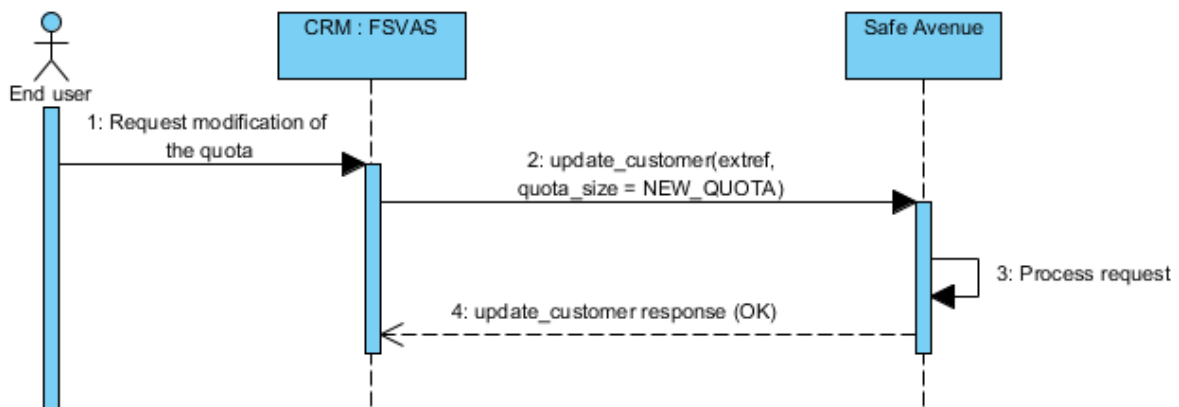 CRM : FSVAS
Safe Avenue
End user
1: Request modification of
the quota
2: update_customer(extref,
quota_size = NEW_QUOTA)
3: Process request
4: update_customer response (OK)